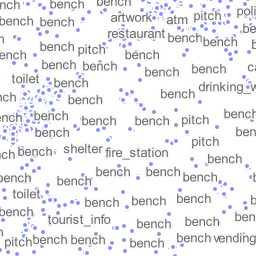 bench bench
artwork atm pitch poli
bench bench
restaurant bench bench
bench bench pitch bench
bench bench bench bench
toilet bench drinking_w
bench bench
bench bench bench bench pitch bench
bench pitch
bench bench shelter fire_station bench
bench bench bench bench
toilet bench bench
bench tourist_info bench bench
pitch bench bench bench bench vending